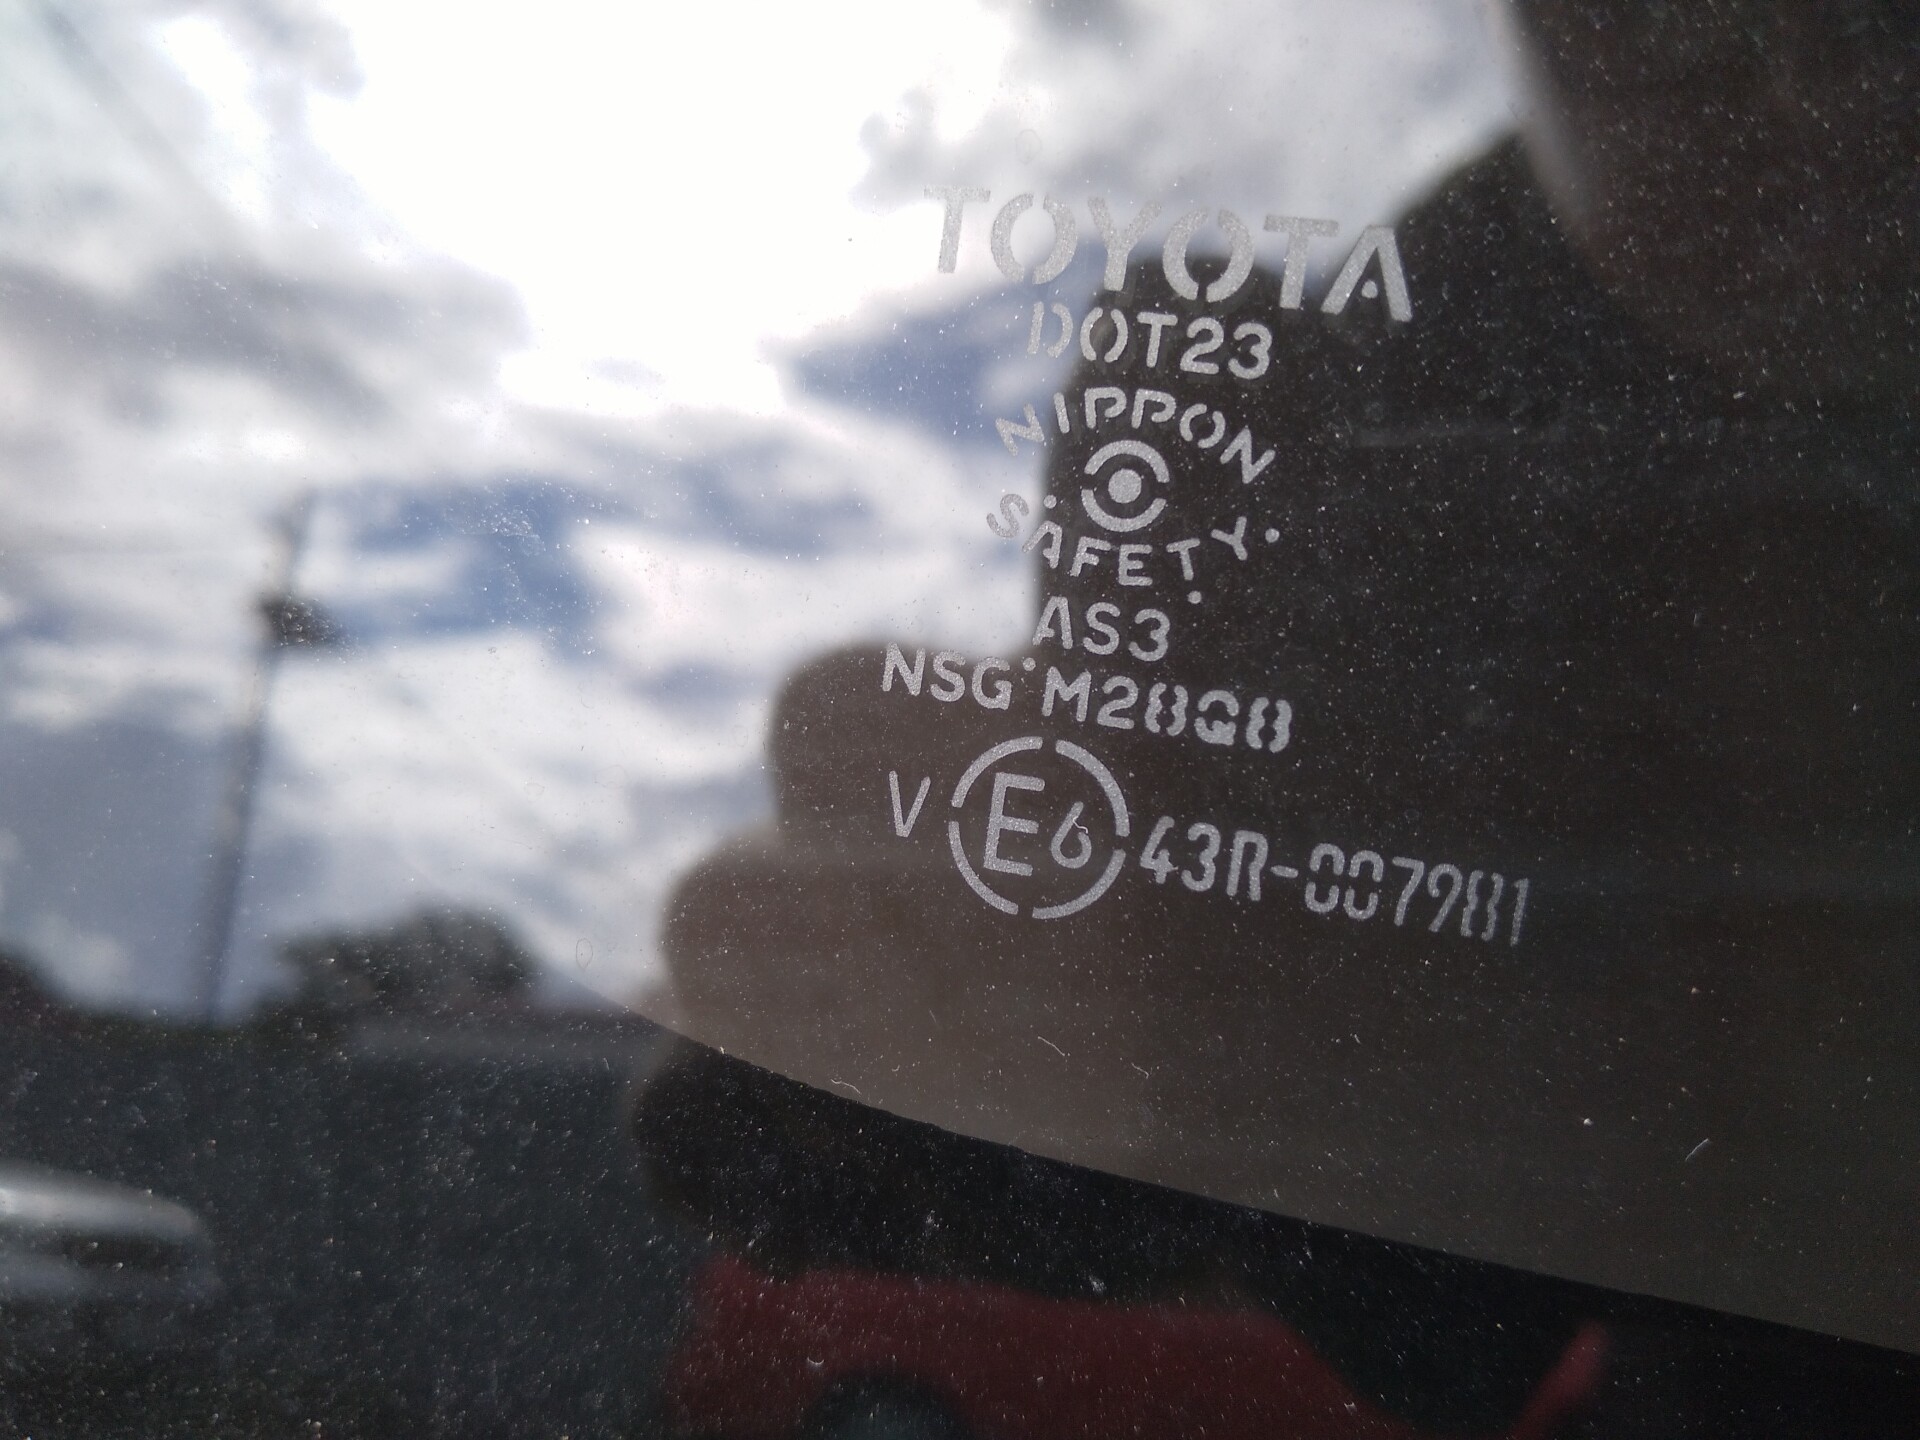 TOYOTA
DOT23
NIPPON
SAFETY
AS3
NSG M28Q8
V E6 43R-007981